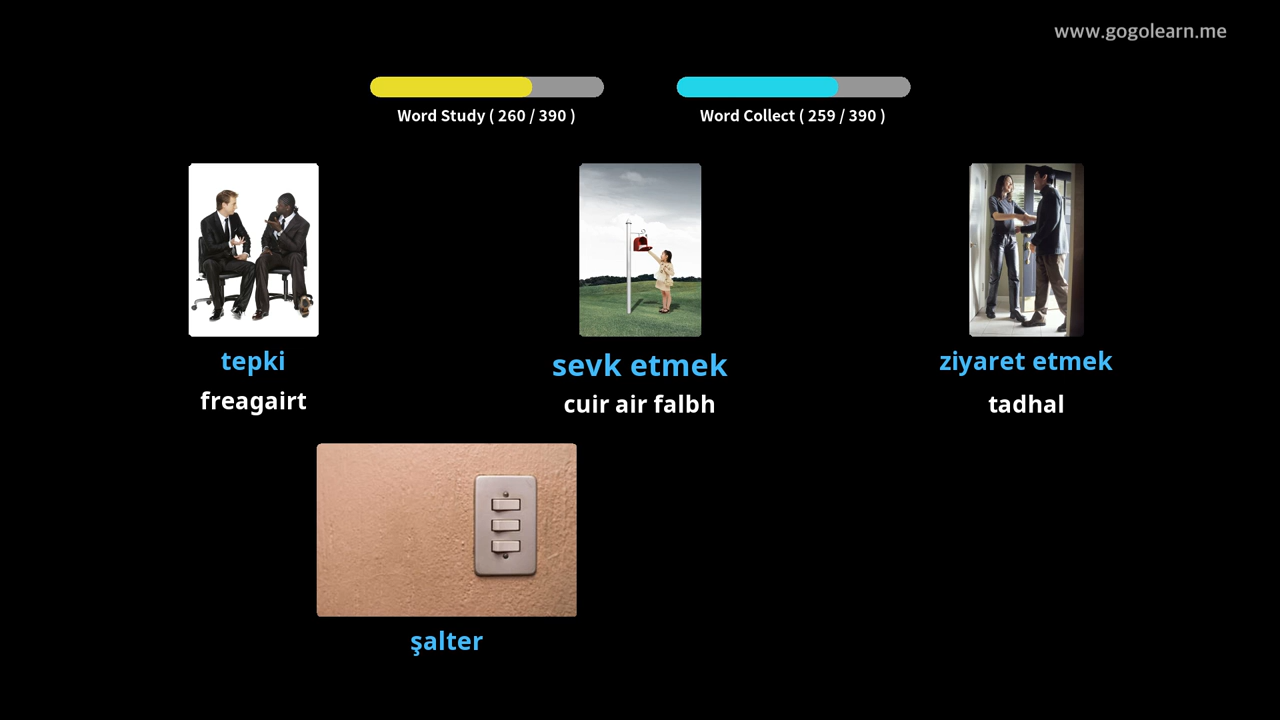 www.gogolearn.me
Word Study ( 260 / 390 )
Word Collect ( 259 / 390 )
tepki
sevk etmek
ziyaret etmek
freagairt
cuir air falbh
tadhal
şalter